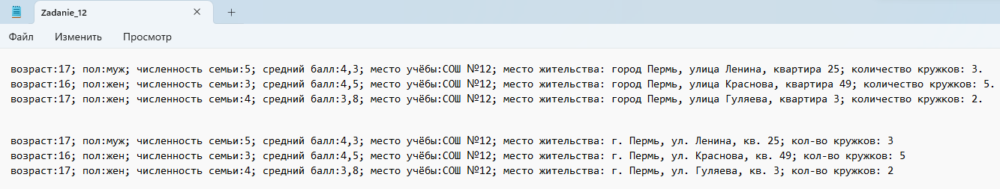 Zadanie_12
Файл Изменить Просмотр
возраст:17; пол:муж; численность семьи:5; средний балл:4,3; место учёбы:СОШ №12; место жительства: город Пермь, улица Ленина, квартира 25; количество кружков: 3.
возраст:16; пол:жен; численность семьи:3; средний балл:4,5; место учёбы:СОШ №12; место жительства: город Пермь, улица Краснова, квартира 49; количество кружков: 5.
возраст:17; пол:жен; численность семьи:4; средний балл:3,8; место учёбы:СОШ №12; место жительства: город Пермь, улица Гуляева, квартира 3; количество кружков: 2.
возраст:17; пол:муж; численность семьи:5; средний балл:4,3; место учёбы:СОШ №12; место жительства: г. Пермь, ул. Ленина, кв. 25; кол-во кружков: 3
возраст:16; пол:жен; численность семьи:3; средний балл:4,5; место учёбы:СОШ №12; место жительства: г. Пермь, ул. Краснова, кв. 49; кол-во кружков: 5
возраст:17; пол:жен; численность семьи:4; средний балл:3,8; место учёбы:СОШ №12; место жительства: г. Пермь, ул. Гуляева, кв. 3; кол-во кружков: 2